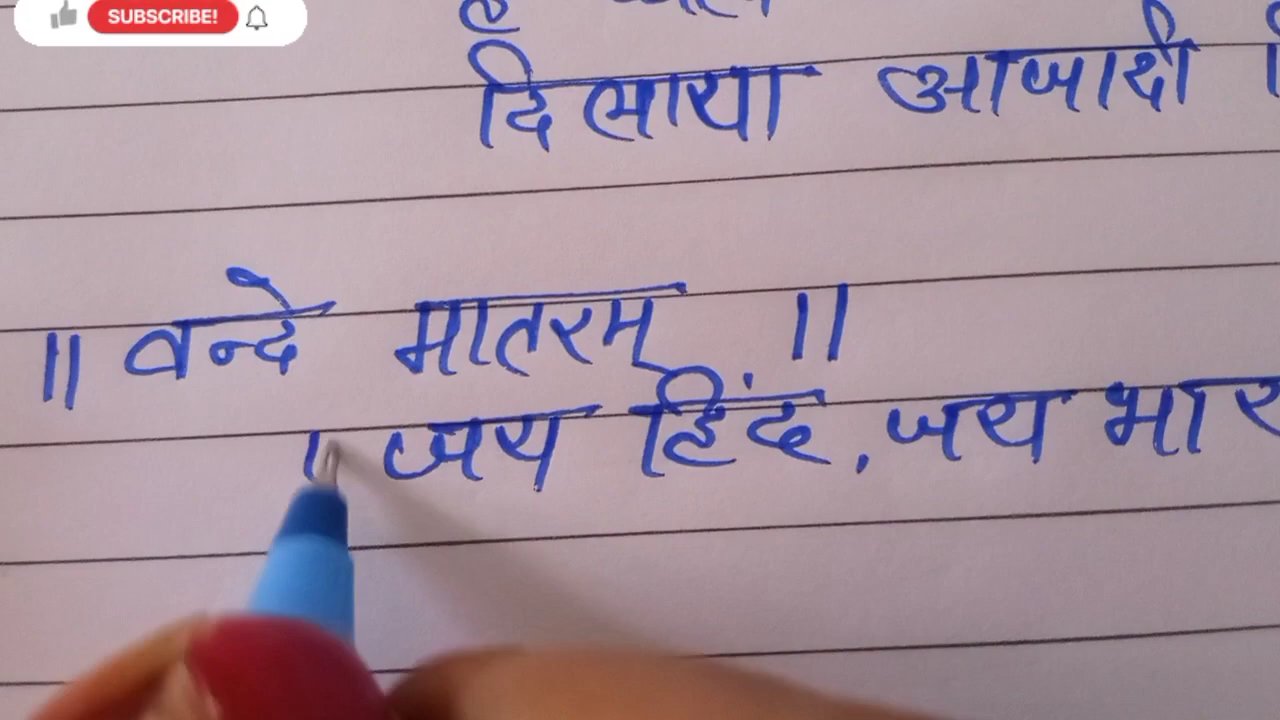 SUBSCRIBE!
है
दिलाया आजादी
॥ वन्दे मातरम् ॥
। जय हिंद, जय भार